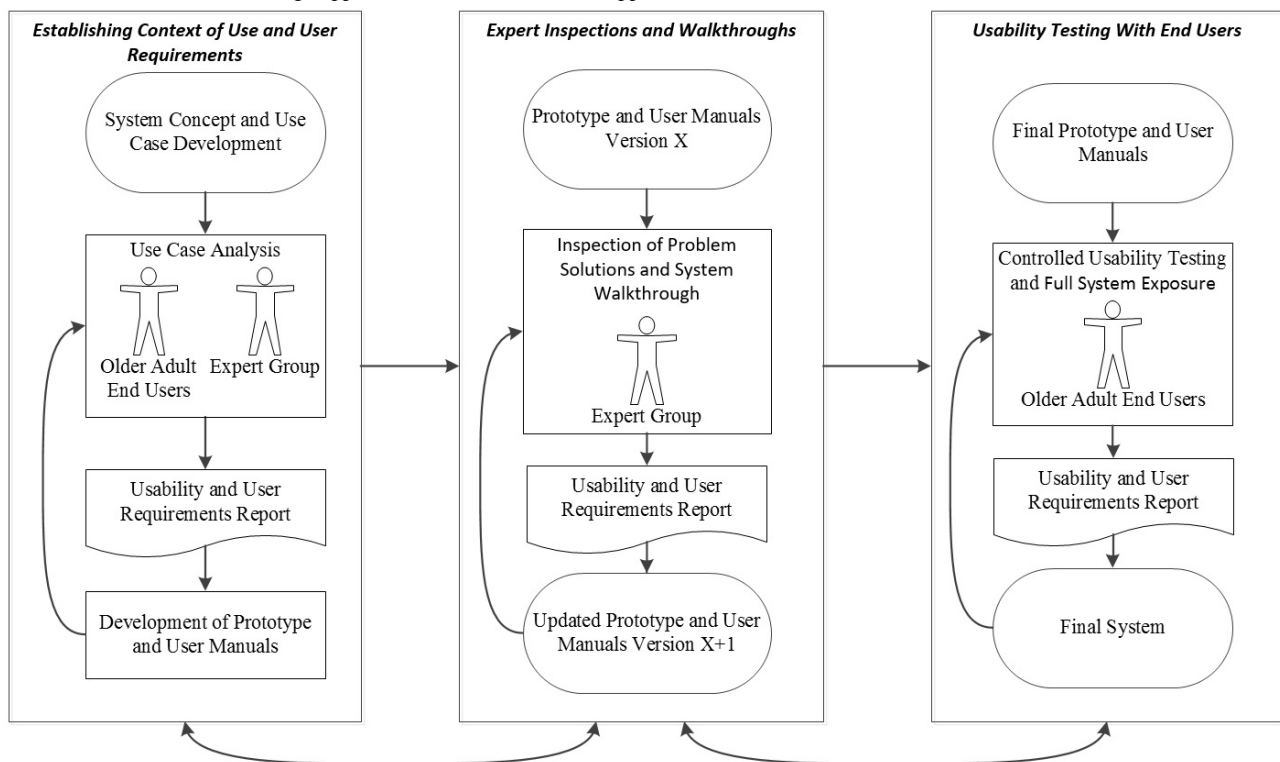 Establishing Context of Use and User
Requirements
System Concept and Use
Case Development
Use Case Analysis
Older Adult
End Users
Expert Group
Usability and User
Requirements Report
Development of Prototype
and User Manuals
Expert Inspections and Walkthroughs
Prototype and User Manuals
Version X
Inspection of Problem
Solutions and System
Walkthrough
Expert Group
Usability and User
Requirements Report
Updated Prototype and User
Manuals Version X+1
Usability Testing With End Users
Final Prototype and User
Manuals
Controlled Usability Testing
and Full System Exposure
Older Adult End Users
Usability and User
Requirements Report
Final System